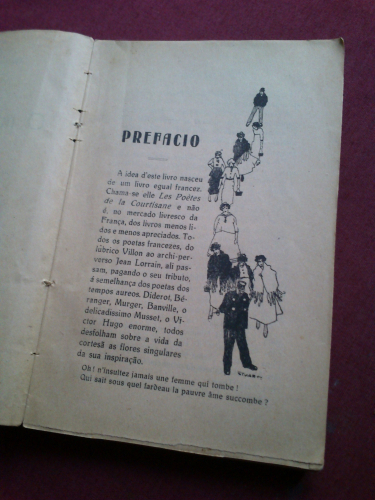 PREFACIO
A idea d'este livro nasceu
de um livro egual francez.
Chama-se elle Les Poètes
de la Courtisane e não
é, no mercado livresco da
França, dos livros menos li-
dos e menos apreciados. To-
dos os poetas francezes, do
lúbrico Villon ao archi-per-
verso Jean Lorrain, ali pas-
sam, pagando o seu tributo,
á semelhança dos poetas dos
tempos aureos. Diderot, Bé-
ranger, Murger, Banville, o
delicadissimo Musset, o Vi-
ctor Hugo enorme, todos
desfolham sobre a vida da
cortesã as flores singulares
da sua inspiração.
Oh! n'insultez jamais une femme qui tombe!
Qui sait sous quel fardeau la pauvre âme succombe?